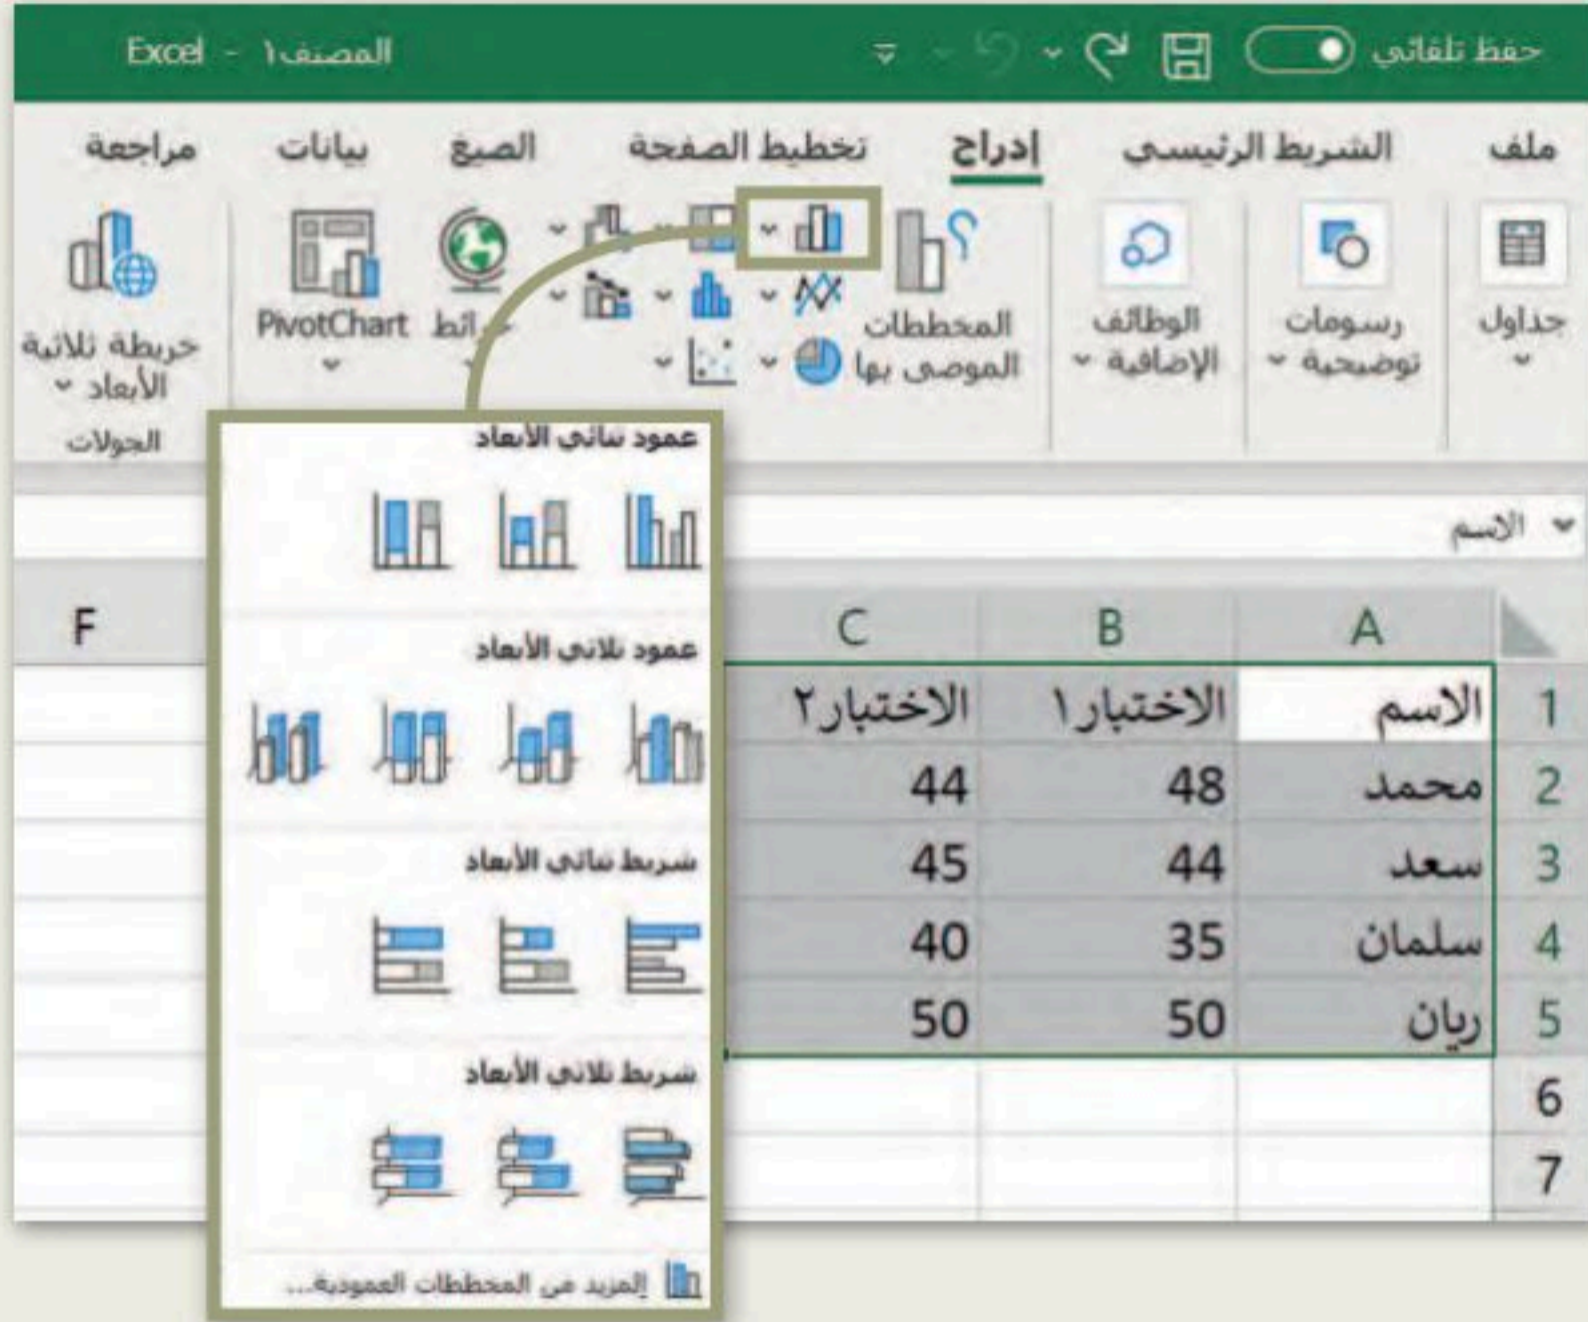 حفظ تلقائي
المصنف١ - Excel
ملف
الشريط الرئيسي
إدراج
تخطيط الصفحة
الصيغ
بيانات
مراجعة
جداول
رسومات
توضيحية
الوظائف
الإضافية
المخططات
الموصى بها
PivotChart
خريطة ثلاثية
الأبعاد
الجولات
الاسم
A B C F
1 الاسم الاختبار١ الاختبار٢
2 محمد 48 44
3 سعد 44 45
4 سلمان 35 40
5 ريان 50 50
6
7
عمود ثنائي الأبعاد
عمود ثلاثي الأبعاد
شريط ثنائي الأبعاد
شريط ثلاثي الأبعاد
المزيد من المخططات العمودية...